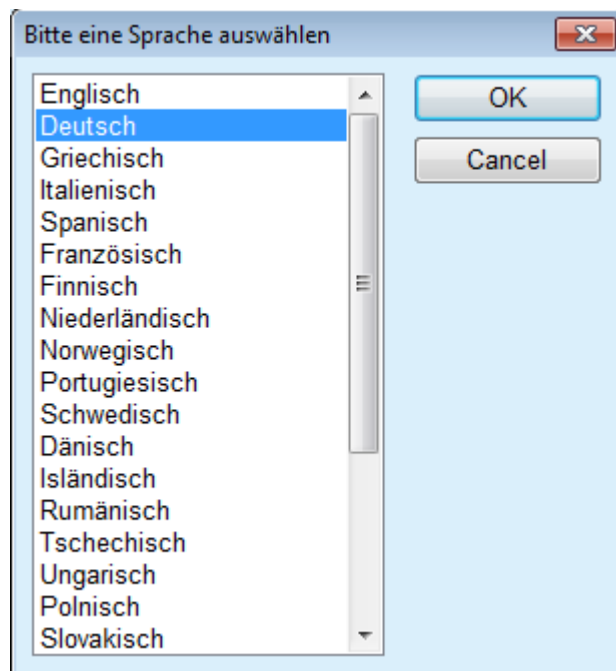 Bitte eine Sprache auswählen
Englisch
Deutsch
Griechisch
Italienisch
Spanisch
Französisch
Finnisch
Niederländisch
Norwegisch
Portugiesisch
Schwedisch
Dänisch
Isländisch
Rumänisch
Tschechisch
Ungarisch
Polnisch
Slovakisch
OK
Cancel